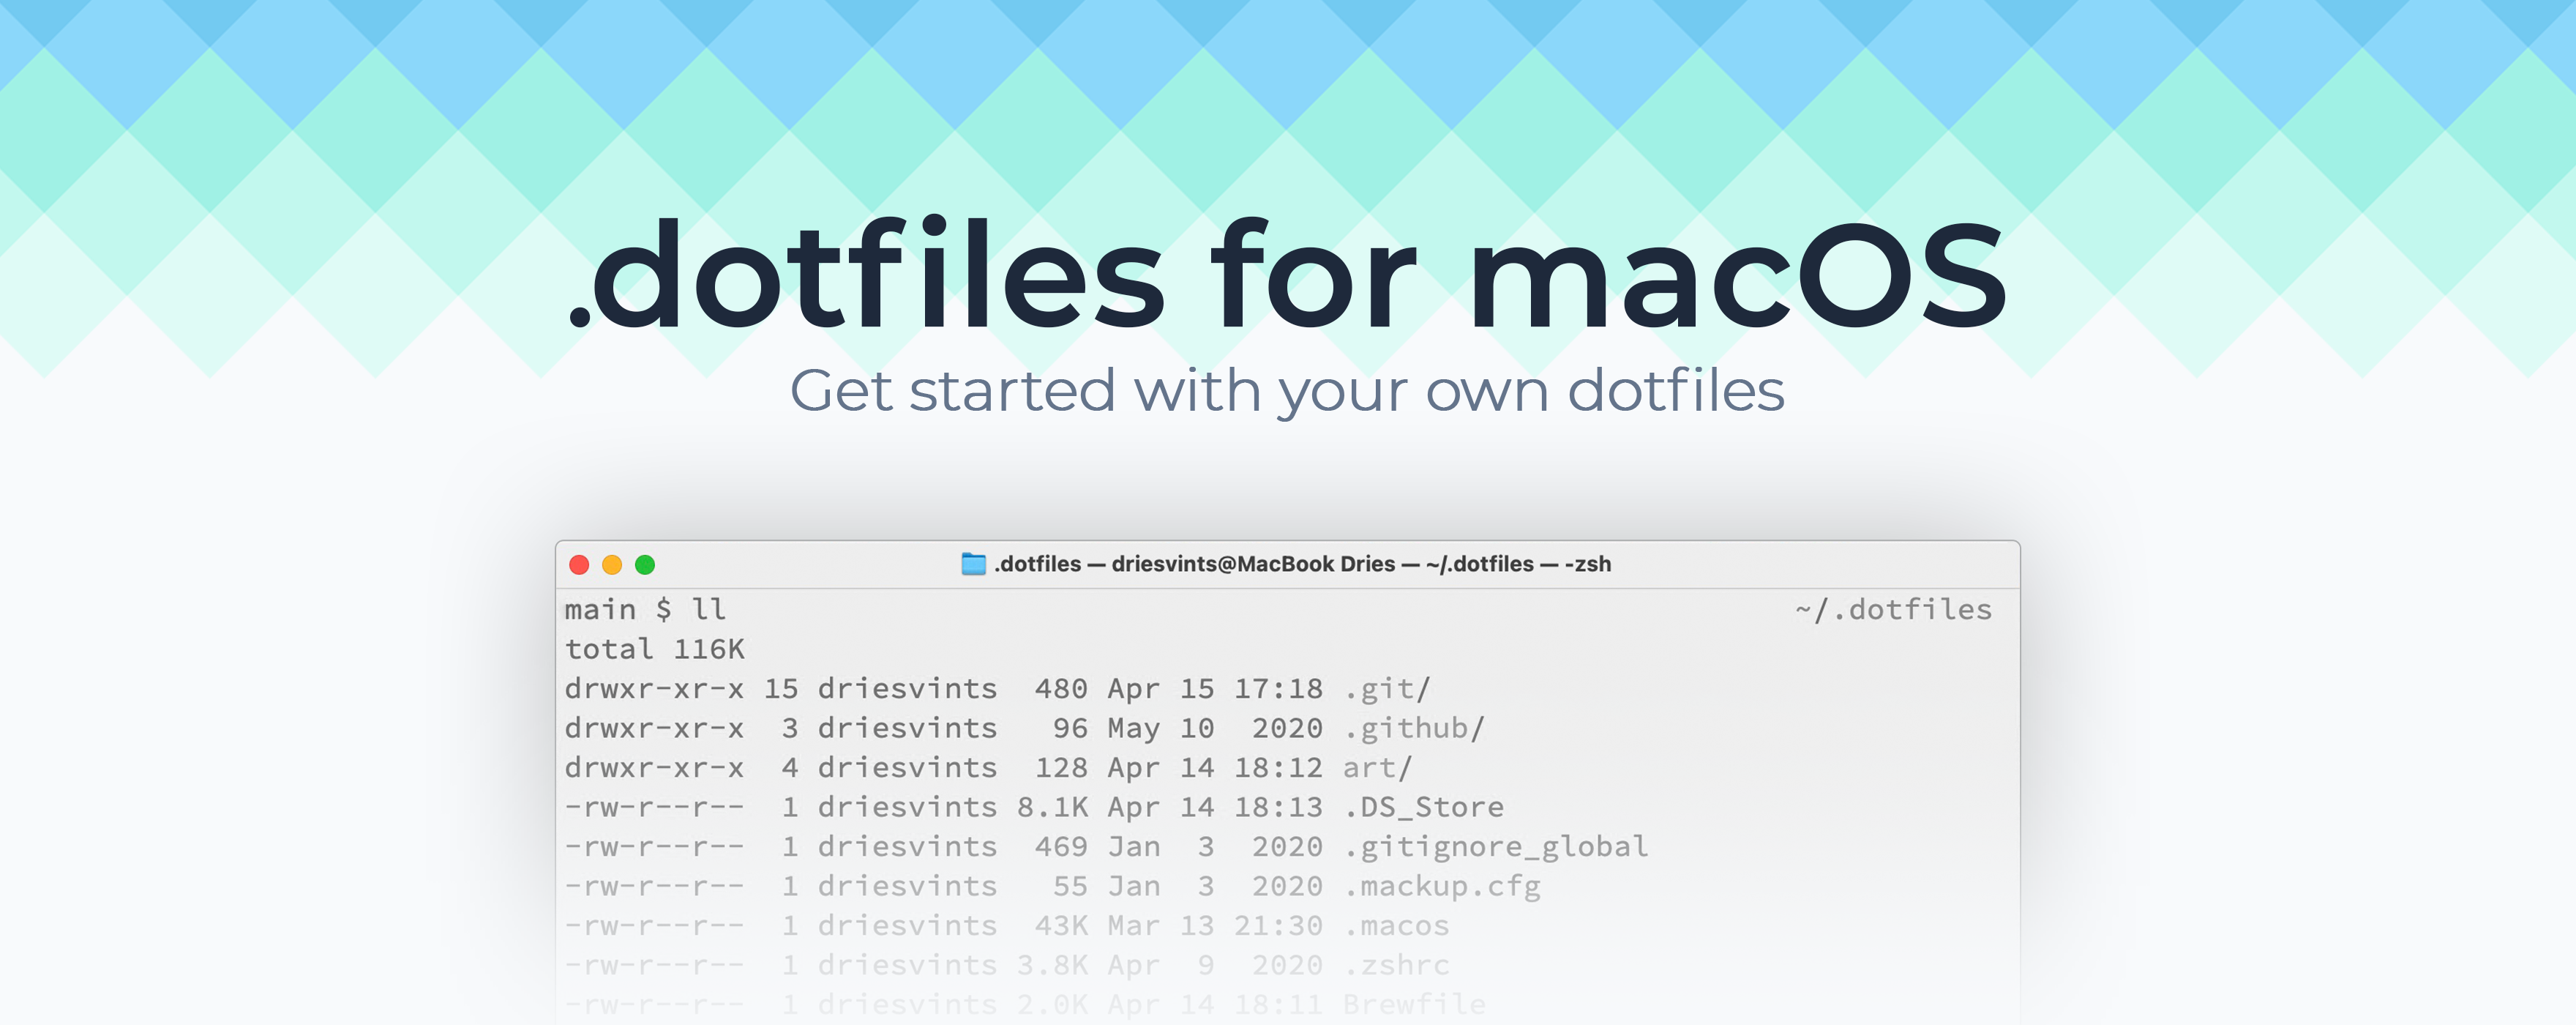 .dotfiles for macOS
Get started with your own dotfiles
.dotfiles — driesvints@MacBook Dries — ~/.dotfiles — -zsh
main $ ll ~/.dotfiles
total 116K
drwxr-xr-x 15 driesvints  480 Apr 15 17:18 .git/
drwxr-xr-x  3 driesvints   96 May 10  2020 .github/
drwxr-xr-x  4 driesvints  128 Apr 14 18:12 art/
-rw-r--r--  1 driesvints 8.1K Apr 14 18:13 .DS_Store
-rw-r--r--  1 driesvints  469 Jan  3  2020 .gitignore_global
-rw-r--r--  1 driesvints   55 Jan  3  2020 .mackup.cfg
-rw-r--r--  1 driesvints  43K Mar 13 21:30 .macos
-rw-r--r--  1 driesvints 3.8K Apr  9  2020 .zshrc
-rw-r--r--  1 driesvints 2.0K Apr 14 18:11 Brewfile